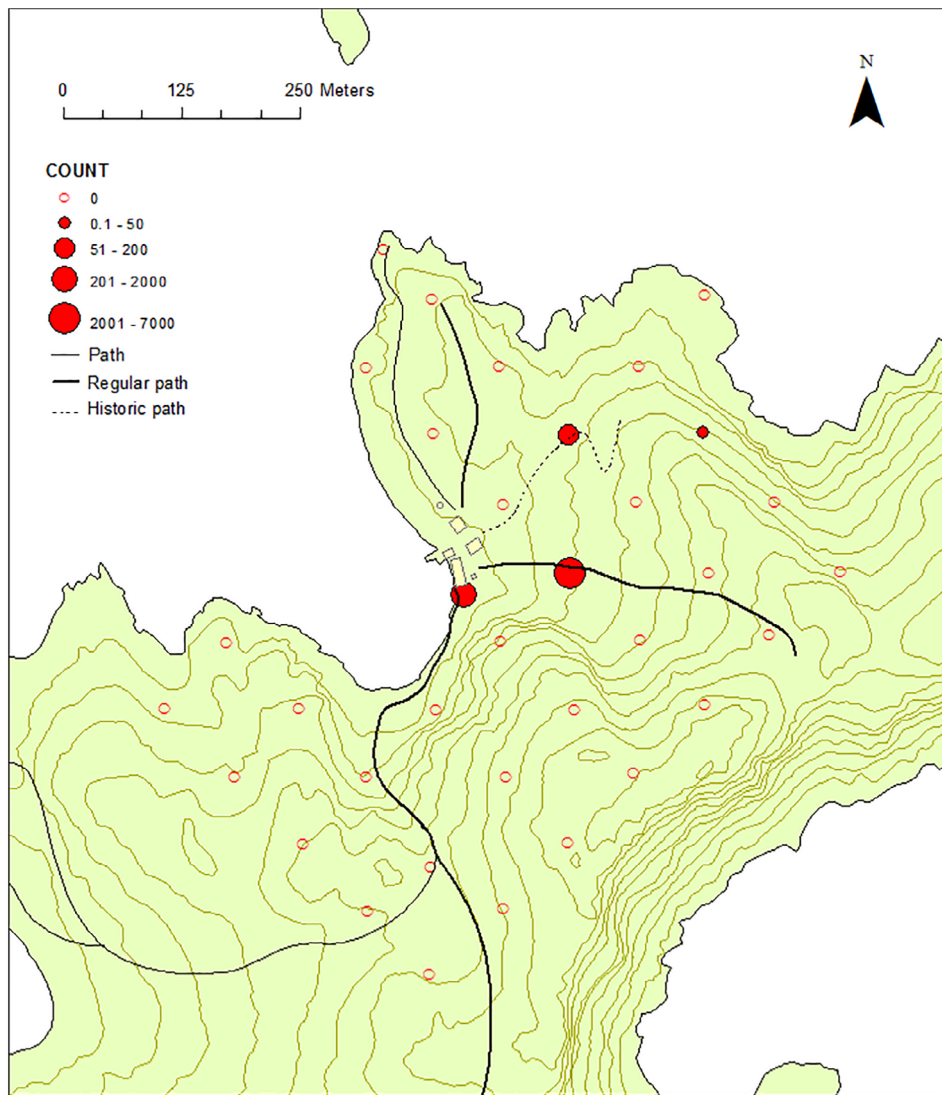 0 125 250 Meters
N
COUNT
0
0.1 - 50
51 - 200
201 - 2000
2001 - 7000
Path
Regular path
Historic path